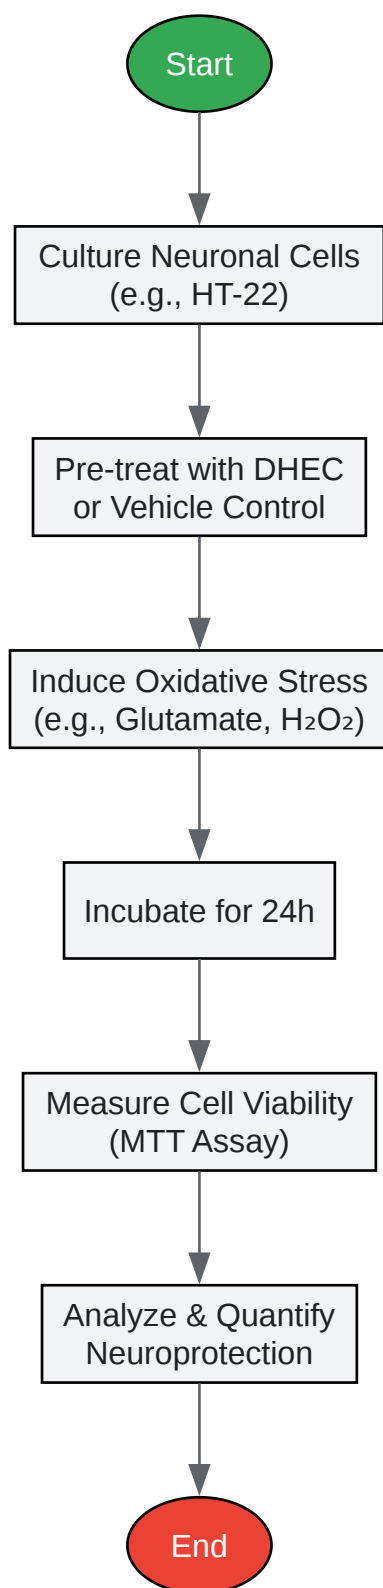 Start
Culture Neuronal Cells
(e.g., HT-22)
Pre-treat with DHEC
or Vehicle Control
Induce Oxidative Stress
(e.g., Glutamate, H₂O₂)
Incubate for 24h
Measure Cell Viability
(MTT Assay)
Analyze & Quantify
Neuroprotection
End